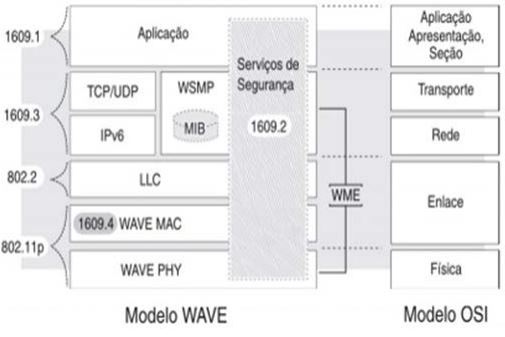 1609.1
Aplicação
Serviços de
Segurança
1609.2
1609.3
TCP/UDP
WSMP
MIB
IPv6
802.2
LLC
802.11p
1609.4 WAVE MAC
WAVE PHY
WME
Modelo WAVE
Aplicação
Apresentação,
Seção
Transporte
Rede
Enlace
Física
Modelo OSI